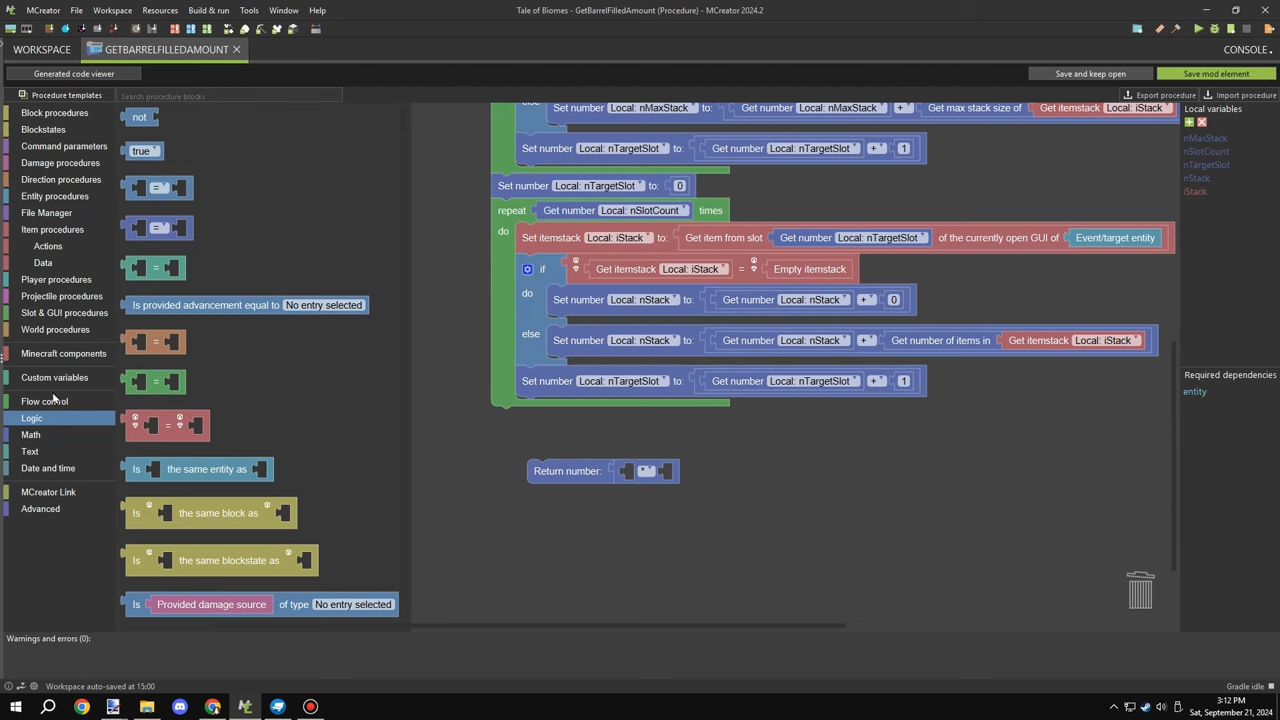 MCreator File Workspace Resources Build & run Tools Window Help
Tale of Biomes - GetBarrelFilledAmount (Procedure) - MCreator 2024.2
WORKSPACE
GETBARRELFILLEDAMOUNT
CONSOLE
Generated code viewer
Save and keep open
Save mod element
Procedure templates
Search procedure blocks
Export procedure
Import procedure
Block procedures
Blockstates
Command parameters
Damage procedures
Direction procedures
Entity procedures
File Manager
Item procedures
Actions
Data
Player procedures
Projectile procedures
Slot & GUI procedures
World procedures
Minecraft components
Custom variables
Flow control
Logic
Math
Text
Date and time
MCreator Link
Advanced
not
true
=
=
=
Is provided advancement equal to No entry selected
=
=
=
Is the same entity as
Is the same block as
Is the same blockstate as
Is Provided damage source of type No entry selected
else
Set number Local: nMaxStack to: Get number Local: nMaxStack + Get max stack size of Get itemstack Local: iStack
Set number Local: nTargetSlot to: Get number Local: nTargetSlot + 1
Set number Local: nTargetSlot to: 0
repeat Get number Local: nSlotCount times
do Set itemstack Local: iStack to: Get item from slot Get number Local: nTargetSlot of the currently open GUI of Event/target entity
if Get itemstack Local: iStack = Empty itemstack
do Set number Local: nStack to: Get number Local: nStack + 0
else Set number Local: nStack to: Get number Local: nStack + Get number of items in Get itemstack Local: iStack
Set number Local: nTargetSlot to: Get number Local: nTargetSlot + 1
Return number:
Local variables
nMaxStack
nSlotCount
nTargetSlot
nStack
iStack
Required dependencies
entity
Warnings and errors (0):
Workspace auto-saved at 15:00
Gradle idle
3:12 PM
Sat, September 21, 2024